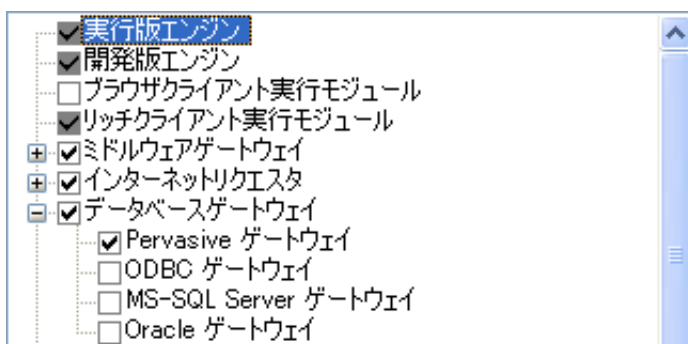 実行版エンジン
開発版エンジン
ブラウザクライアント実行モジュール
リッチクライアント実行モジュール
ミドルウェアゲートウェイ
インターネットリクエスタ
データベースゲートウェイ
Pervasive ゲートウェイ
ODBC ゲートウェイ
MS-SQL Server ゲートウェイ
Oracle ゲートウェイ